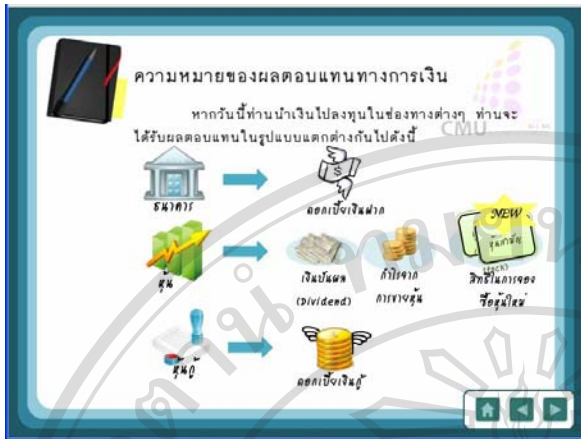 ความหมายของผลตอบแทนทางการเงิน
หากวันนี้ท่านนำเงินไปลงทุนในช่องทางต่างๆ ท่านจะ
ได้รับผลตอบแทนในรูปแบบแตกต่างกันไปดังนี้
CMU
ธนาคาร
ดอกเบี้ยเงินฝาก
NEW
หุ้นสามัญ
(stock)
หุ้น
เงินปันผล
(Dividend)
กำไรจาก
การขายหุ้น
สิทธิในการจอง
ซื้อหุ้นใหม่
หุ้นกู้
ดอกเบี้ยเงินกู้